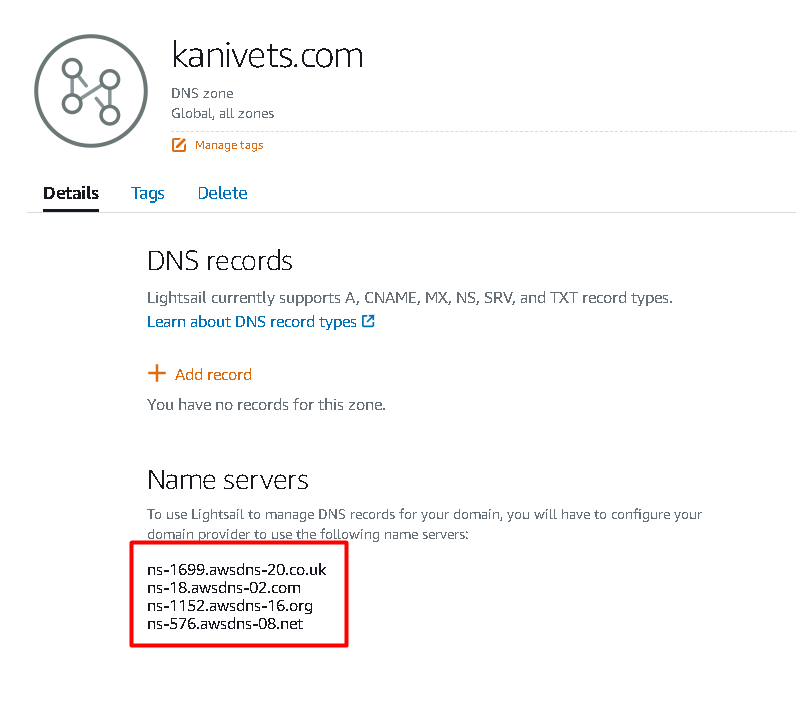 kanivets.com
DNS zone
Global, all zones
Manage tags
Details Tags Delete
DNS records
Lightsail currently supports A, CNAME, MX, NS, SRV, and TXT record types.
Learn about DNS record types
Add record
You have no records for this zone.
Name servers
To use Lightsail to manage DNS records for your domain, you will have to configure your
domain provider to use the following name servers:
ns-1699.awsdns-20.co.uk
ns-18.awsdns-02.com
ns-1152.awsdns-16.org
ns-576.awsdns-08.net